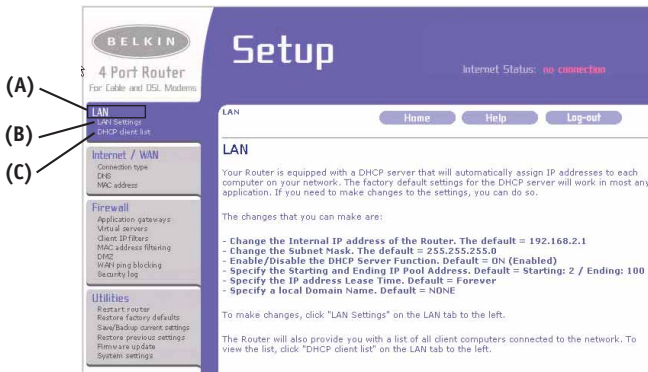 BELKIN
4 Port Router
For Cable and DSL Modems
Setup
Internet Status: no connection
(A)
(B)
(C)
LAN
LAN Settings
DHCP client list
Internet / WAN
Connection type
DNS
MAC address
Firewall
Application gateways
Virtual servers
Client IP filters
MAC address filtering
DMZ
WAN ping blocking
Security log
Utilities
Restart router
Restore factory defaults
Save/Backup current settings
Restore previous settings
Firmware update
System settings
LAN
Home
Help
Log-out
LAN
Your Router is equipped with a DHCP server that will automatically assign IP addresses to each
computer on your network. The factory default settings for the DHCP server will work in most any
application. If you need to make changes to the settings, you can do so.
The changes that you can make are:
- Change the Internal IP address of the Router. The default = 192.168.2.1
- Change the Subnet Mask. The default = 255.255.255.0
- Enable/Disable the DHCP Server Function. Default = ON (Enabled)
- Specify the Starting and Ending IP Pool Address. Default = Starting: 2 / Ending: 100
- Specify the IP address Lease Time. Default = Forever
- Specify a local Domain Name. Default = NONE
To make changes, click "LAN Settings" on the LAN tab to the left.
The Router will also provide you with a list of all client computers connected to the network. To
view the list, click "DHCP client list" on the LAN tab to the left.